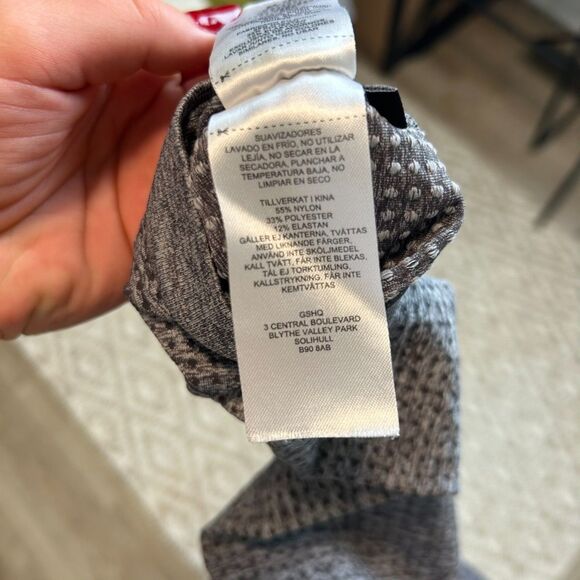 SUAVIZADORES
LAVADO EN FRÍO, NO UTILIZAR
LEJÍA, NO SECAR EN LA
SECADORA, PLANCHAR A
TEMPERATURA BAJA, NO
LIMPIAR EN SECO
TILLVERKAT I KINA
55% NYLON
33% POLYESTER
12% ELASTAN
GÄLLER EJ KANTERNA, TVÄTTAS
MED LIKNANDE FÄRGER,
ANVÄND INTE SKÖLJMEDEL
KALL TVÄTT, FÅR INTE BLEKAS,
TÅL EJ TORKTUMLING,
KALLSTRYKNING, FÅR INTE
KEMTVÄTTAS
GSHQ
3 CENTRAL BOULEVARD
BLYTHE VALLEY PARK
SOLIHULL
B90 8AB